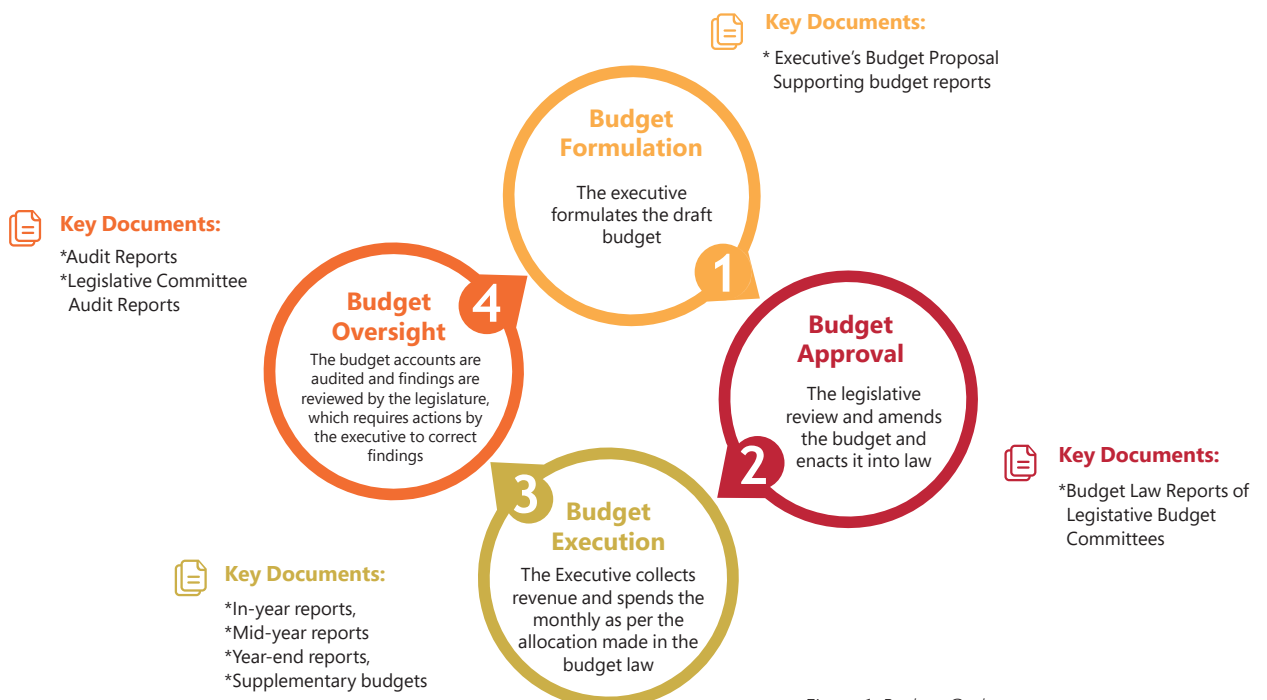 Key Documents:
* Executive's Budget Proposal
Supporting budget reports
Budget
Formulation
The executive
formulates the draft
budget
1
Key Documents:
*Audit Reports
*Legislative Committee
Audit Reports
Budget
Oversight
4
The budget accounts are
audited and findings are
reviewed by the legislature,
which requires actions by
the executive to correct
findings
Budget
Approval
The legislative
review and amends
the budget and
enacts it into law
2
Key Documents:
*Budget Law Reports of
Legistative Budget
Committees
3
Budget
Execution
The Executive collects
revenue and spends the
monthly as per the
allocation made in the
budget law
Key Documents:
*In-year reports,
*Mid-year reports
*Year-end reports,
*Supplementary budgets